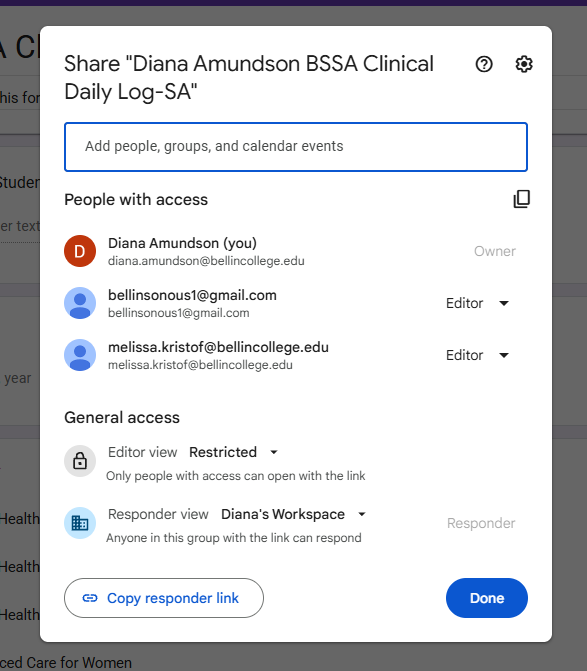 A Cl
Share "Diana Amundson BSSA Clinical
Daily Log-SA"
his for
Add people, groups, and calendar events
People with access
Studen
er text
D
Diana Amundson (you)
diana.amundson@bellincollege.edu
Owner
bellinsonous1@gmail.com
bellinsonous1@gmail.com
Editor
melissa.kristof@bellincollege.edu
melissa.kristof@bellincollege.edu
Editor
year
General access
Editor view Restricted
Only people with access can open with the link
Responder view Diana's Workspace
Anyone in this group with the link can respond
Responder
Health
Health
Health
Copy responder link
Done
ced Care for Women